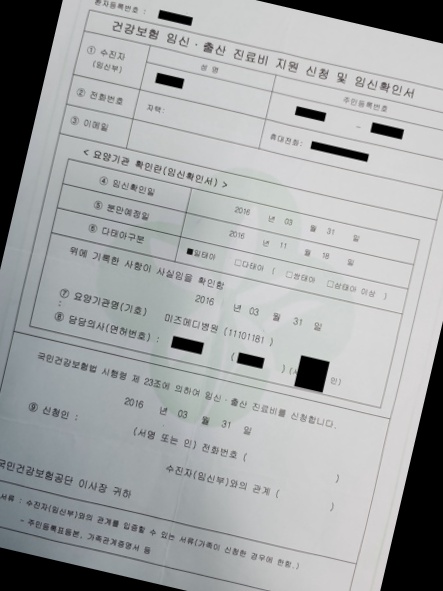 환자등록번호 :
건강보험 임신 · 출산 진료비 지원 신청 및 임신확인서
① 수진자 (임신부)
성 명
주민등록번호
-
② 전화번호
자택:
휴대전화:
③ 이메일
< 요양기관 확인란(임신확인서) >
④ 임신확인일
2016 년 03 월 31 일
⑤ 분만예정일
2016 년 11 월 18 일
⑥ 다태아구분
■일태아 □다태아 ( □쌍태아 □삼태아 이상 )
위에 기록한 사항이 사실임을 확인함
2016 년 03 월 31 일
⑦ 요양기관명(기호) : 미즈메디병원 (11101181 )
⑧ 담당의사(면허번호) : ( ) ( 인)
국민건강보험법 시행령 제 23조에 의하여 임신 · 출산 진료비를 신청합니다.
2016 년 03 월 31 일
⑨ 신청인 :
(서명 또는 인) 전화번호 ( )
수진자(임신부)와의 관계 ( )
국민건강보험공단 이사장 귀하
서류 : 수진자(임신부)와의 관계를 입증할 수 있는 서류(가족이 신청한 경우에 한함.)
- 주민등록표등본, 가족관계증명서 등